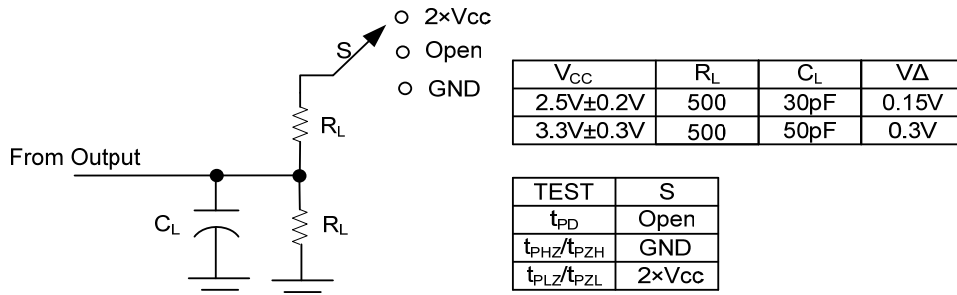 2×Vcc
S
Open
GND
R_L
From Output
C_L
R_L
V_CC R_L C_L VΔ
2.5V±0.2V 500 30pF 0.15V
3.3V±0.3V 500 50pF 0.3V
TEST S
t_PD Open
t_PHZ/t_PZH GND
t_PLZ/t_PZL 2×Vcc